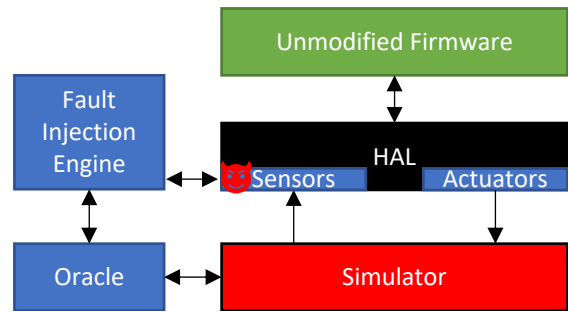 Unmodified Firmware
Fault
Injection
Engine
HAL
Sensors
Actuators
Oracle
Simulator